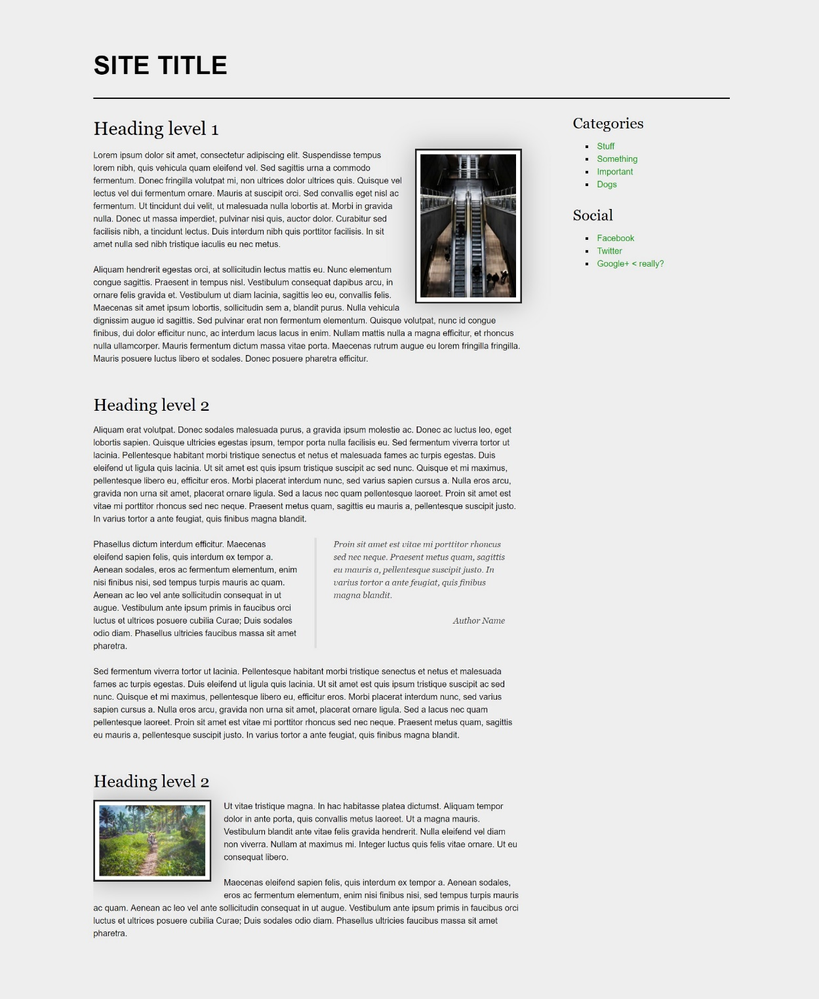 SITE TITLE
Heading level 1
Lorem ipsum dolor sit amet, consectetur adipiscing elit. Suspendisse tempus
lorem nibh, quis vehicula quam eleifend vel. Sed sagittis urna a commodo
fermentum. Donec fringilla volutpat mi, non ultrices dolor ultrices quis. Quisque vel
lectus vel dui fermentum ornare. Mauris at suscipit orci. Sed convallis eget nisl ac
fermentum. Ut tincidunt dui velit, ut malesuada nulla lobortis at. Morbi in gravida
nulla. Donec ut massa imperdiet, pulvinar nisi quis, auctor dolor. Curabitur sed
facilisis nibh, a tincidunt lectus. Duis interdum nibh quis porttitor facilisis. In sit
amet nulla sed nibh tristique iaculis eu nec metus.
Aliquam hendrerit egestas orci, at sollicitudin lectus mattis eu. Nunc elementum
congue sagittis. Praesent in tempus nisl. Vestibulum consequat dapibus arcu, in
ornare felis gravida et. Vestibulum ut diam lacinia, sagittis leo eu, convallis felis.
Maecenas sit amet ipsum lobortis, sollicitudin sem a, blandit purus. Nulla vehicula
dignissim augue id sagittis. Sed pulvinar erat non fermentum elementum. Quisque volutpat, nunc id congue
finibus, dui dolor efficitur nunc, ac interdum lacus lacus in enim. Nullam mattis nulla a magna efficitur, et rhoncus
nulla ullamcorper. Mauris fermentum dictum massa vitae porta. Maecenas rutrum augue eu lorem fringilla fringilla.
Mauris posuere luctus libero et sodales. Donec posuere pharetra efficitur.
Heading level 2
Aliquam erat volutpat. Donec sodales malesuada purus, a gravida ipsum molestie ac. Donec ac luctus leo, eget
lobortis sapien. Quisque ultricies egestas ipsum, tempor porta nulla facilisis eu. Sed fermentum viverra tortor ut
lacinia. Pellentesque habitant morbi tristique senectus et netus et malesuada fames ac turpis egestas. Duis
eleifend ut ligula quis lacinia. Ut sit amet est quis ipsum tristique suscipit ac sed nunc. Quisque et mi maximus,
pellentesque libero eu, efficitur eros. Morbi placerat interdum nunc, sed varius sapien cursus a. Nulla eros arcu,
gravida non urna sit amet, placerat ornare ligula. Sed a lacus nec quam pellentesque laoreet. Proin sit amet est
vitae mi porttitor rhoncus sed nec neque. Praesent metus quam, sagittis eu mauris a, pellentesque suscipit justo.
In varius tortor a ante feugiat, quis finibus magna blandit.
Phasellus dictum interdum efficitur. Maecenas
eleifend sapien felis, quis interdum ex tempor a.
Aenean sodales, eros ac fermentum elementum, enim
nisi finibus nisi, sed tempus turpis mauris ac quam.
Aenean ac leo vel ante sollicitudin consequat in ut
augue. Vestibulum ante ipsum primis in faucibus orci
luctus et ultrices posuere cubilia Curae; Duis sodales
odio diam. Phasellus ultricies faucibus massa sit amet
pharetra.
Proin sit amet est vitae mi porttitor rhoncus
sed nec neque. Praesent metus quam, sagittis
eu mauris a, pellentesque suscipit justo. In
varius tortor a ante feugiat, quis finibus
magna blandit.
Author Name
Sed fermentum viverra tortor ut lacinia. Pellentesque habitant morbi tristique senectus et netus et malesuada
fames ac turpis egestas. Duis eleifend ut ligula quis lacinia. Ut sit amet est quis ipsum tristique suscipit ac sed
nunc. Quisque et mi maximus, pellentesque libero eu, efficitur eros. Morbi placerat interdum nunc, sed varius
sapien cursus a. Nulla eros arcu, gravida non urna sit amet, placerat ornare ligula. Sed a lacus nec quam
pellentesque laoreet. Proin sit amet est vitae mi porttitor rhoncus sed nec neque. Praesent metus quam, sagittis
eu mauris a, pellentesque suscipit justo. In varius tortor a ante feugiat, quis finibus magna blandit.
Heading level 2
Ut vitae tristique magna. In hac habitasse platea dictumst. Aliquam tempor
dolor in ante porta, quis convallis metus laoreet. Ut a magna mauris.
Vestibulum blandit ante vitae felis gravida hendrerit. Nulla eleifend vel diam
non viverra. Nullam at maximus mi. Integer luctus quis felis vitae ornare. Ut eu
consequat libero.
Maecenas eleifend sapien felis, quis interdum ex tempor a. Aenean sodales,
eros ac fermentum elementum, enim nisi finibus nisi, sed tempus turpis mauris
ac quam. Aenean ac leo vel ante sollicitudin consequat in ut augue. Vestibulum ante ipsum primis in faucibus orci
luctus et ultrices posuere cubilia Curae; Duis sodales odio diam. Phasellus ultricies faucibus massa sit amet
pharetra.
Categories
Stuff
Something
Important
Dogs
Social
Facebook
Twitter
Google+ < really?